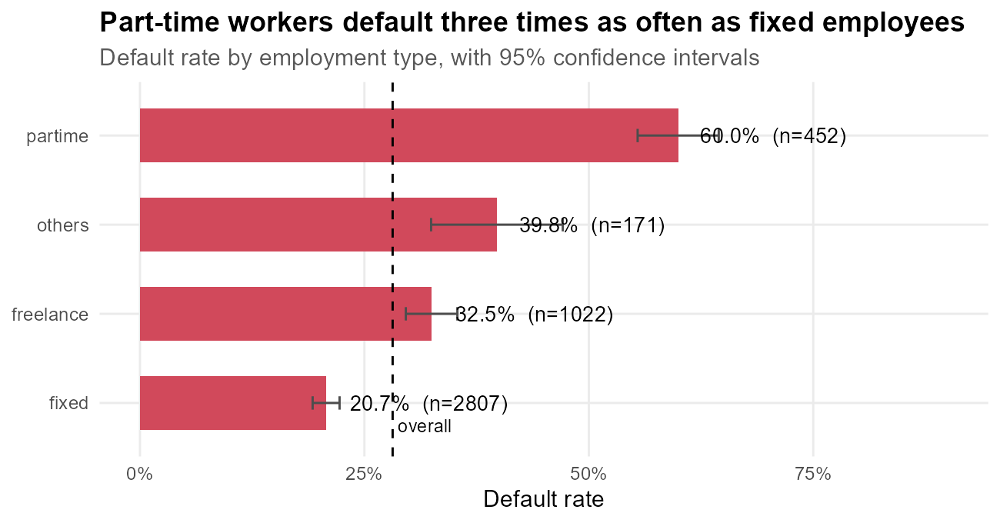 Part-time workers default three times as often as fixed employees
Default rate by employment type, with 95% confidence intervals
partime
60.0%  (n=452)
others
39.8%  (n=171)
freelance
32.5%  (n=1022)
fixed
20.7%  (n=2807)
overall
0%
25%
50%
75%
Default rate